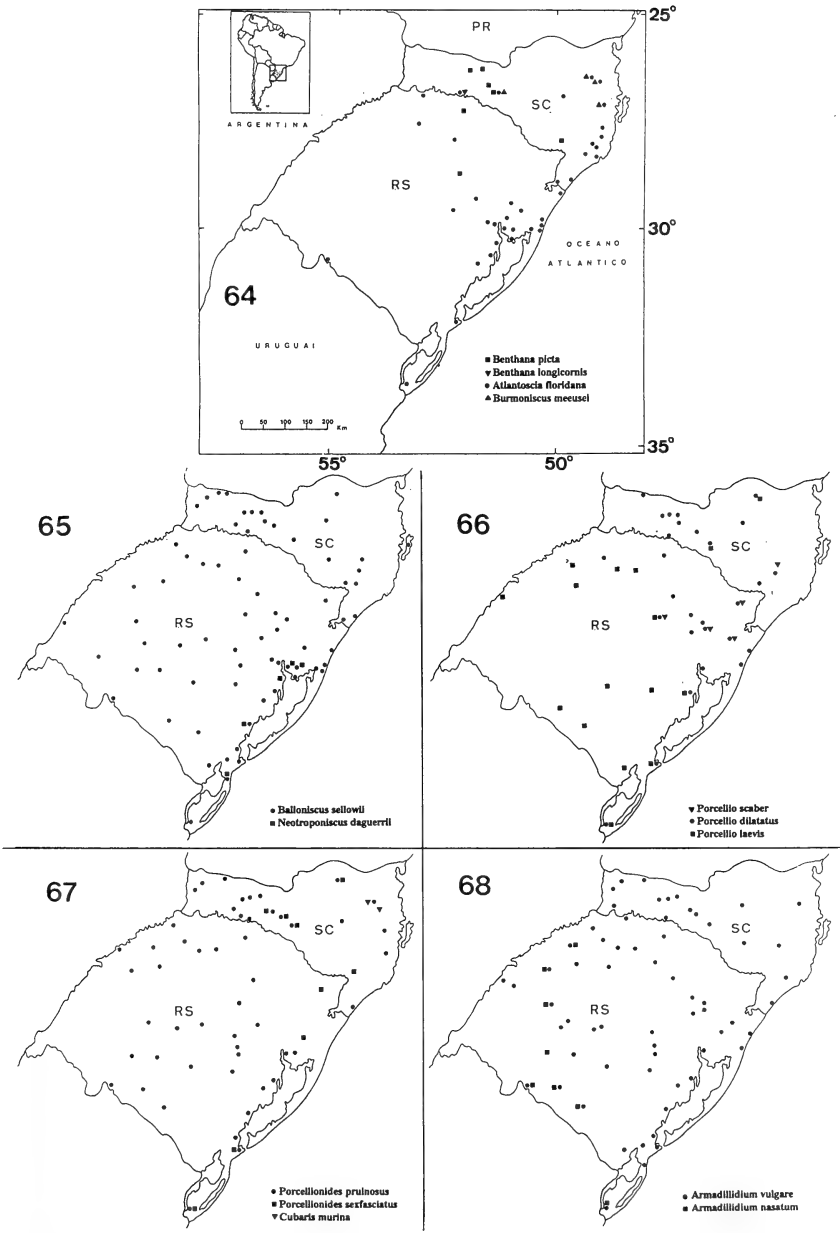 25°
PR
SC
ARGENTINA
RS
30°
OCEANO
ATLANTICO
64
URUGUAI
■ Benthana picta
▼ Benthana longicornis
● Atlantoscia floridana
▲ Burmoniscus meeusei
0 50 100 150 200 Km
35°
55° 50°
65
SC
RS
● Balloniscus sellowii
■ Neotroponiscus daguerrii
66
SC
RS
▼ Porcellio scaber
● Porcellio dilatatus
■ Porcellio laevis
67
SC
RS
● Porcellionides pruinosus
■ Porcellionides sexfasciatus
▼ Cubaris murina
68
SC
RS
● Armadillidium vulgare
■ Armadillidium nasatum